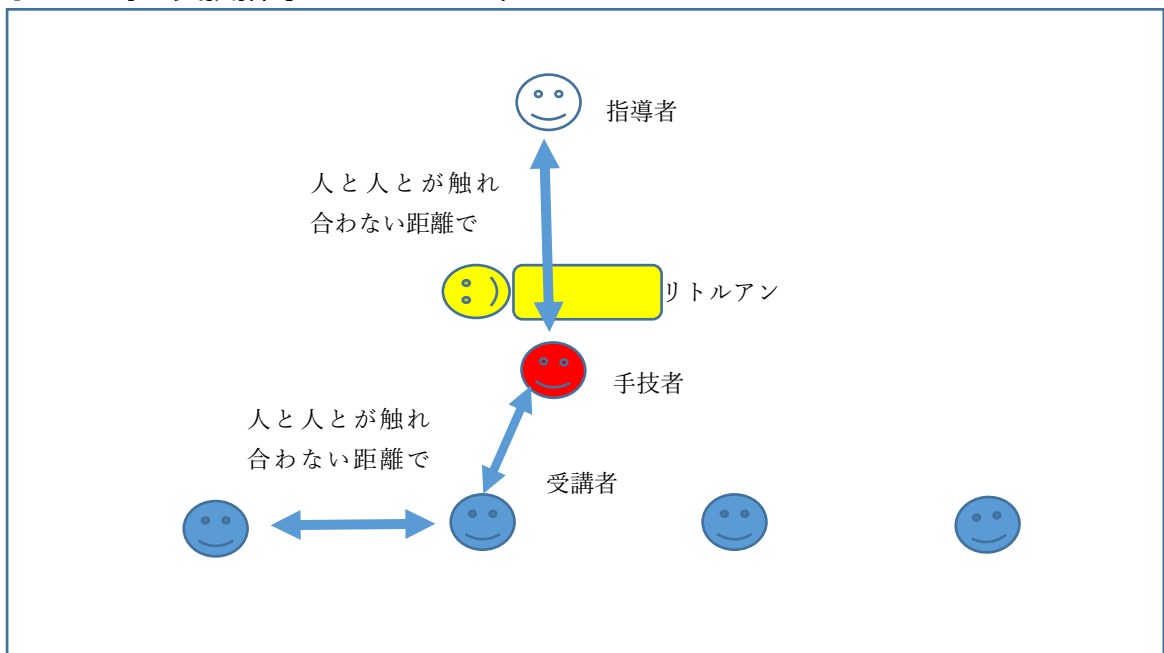 指導者
人と人とが触れ
合わない距離で
リトルアン
手技者
人と人とが触れ
合わない距離で
受講者